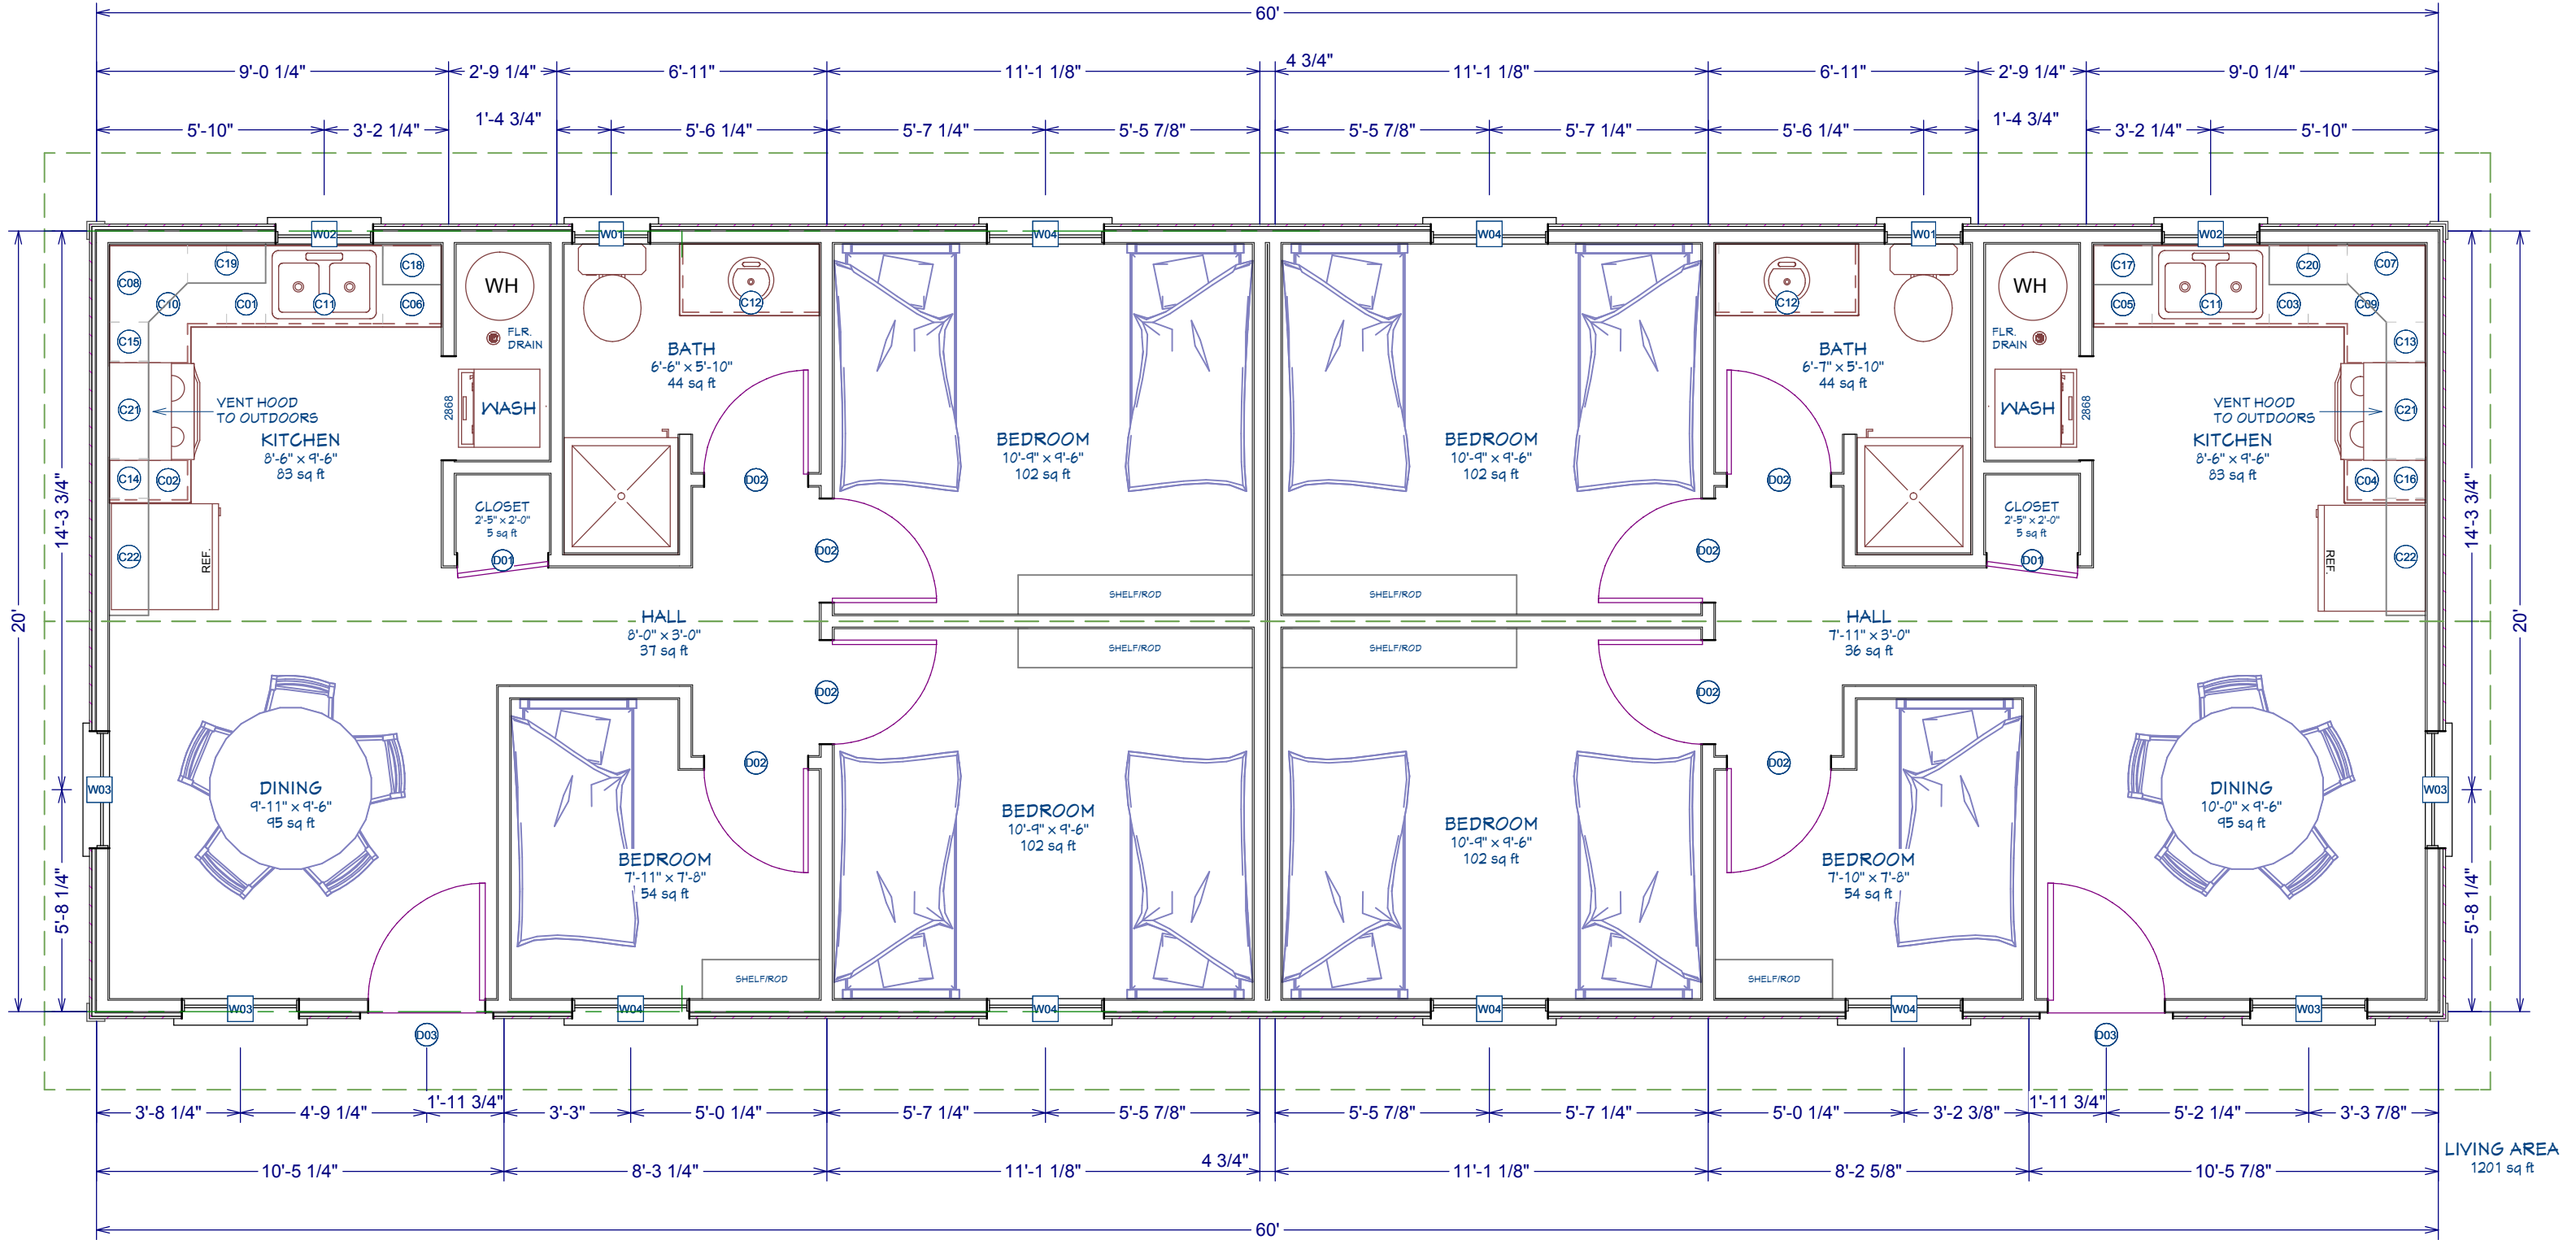 60'
4 3/4"
9'-0 1/4" 2'-9 1/4" 6'-11" 11'-1 1/8" 11'-1 1/8" 6'-11" 2'-9 1/4" 9'-0 1/4"
1'-4 3/4" 1'-4 3/4"
5'-10" 3'-2 1/4" 5'-6 1/4" 5'-7 1/4" 5'-5 7/8" 5'-5 7/8" 5'-7 1/4" 5'-6 1/4" 3'-2 1/4" 5'-10"
W02 W01 W04 W04 W01 W02
C19 C18 C17 C20 C07
C08 WH WH
C10 C01 C11 C06 C12 C12 C05 C11 C03 C09
FLR.
DRAIN
FLR.
DRAIN
C15 C13
BATH
6'-6" x 5'-10"
44 sq ft
BATH
6'-7" x 5'-10"
44 sq ft
C21
VENT HOOD
TO OUTDOORS
2868
WASH
WASH
2868
VENT HOOD
TO OUTDOORS
C21
KITCHEN
8'-6" x 9'-6"
83 sq ft
BEDROOM
10'-9" x 9'-6"
102 sq ft
BEDROOM
10'-9" x 9'-6"
102 sq ft
KITCHEN
8'-6" x 9'-6"
83 sq ft
C14 C02 D02 D02 C04 C16
CLOSET
2'-5" x 2'-0"
5 sq ft
CLOSET
2'-5" x 2'-0"
5 sq ft
14'-3 3/4"
14'-3 3/4"
C22 REF. D01 D02 D02 D01 REF. C22
SHELF/ROD SHELF/ROD
20'
20'
HALL
8'-0" x 3'-0"
37 sq ft
HALL
7'-11" x 3'-0"
36 sq ft
SHELF/ROD SHELF/ROD
D02 D02
D02 D02
W03 W03
DINING
9'-11" x 9'-6"
95 sq ft
DINING
10'-0" x 9'-6"
95 sq ft
BEDROOM
10'-9" x 9'-6"
102 sq ft
BEDROOM
10'-9" x 9'-6"
102 sq ft
BEDROOM
7'-11" x 7'-8"
54 sq ft
BEDROOM
7'-10" x 7'-8"
54 sq ft
5'-8 1/4"
5'-8 1/4"
SHELF/ROD SHELF/ROD
W03 W04 W04 W04 W04 W03
D03 D03
1'-11 3/4" 1'-11 3/4"
3'-8 1/4" 4'-9 1/4" 3'-3" 5'-0 1/4" 5'-7 1/4" 5'-5 7/8" 5'-5 7/8" 5'-7 1/4" 5'-0 1/4" 3'-2 3/8" 5'-2 1/4" 3'-3 7/8"
LIVING AREA
1201 sq ft
4 3/4"
10'-5 1/4" 8'-3 1/4" 11'-1 1/8" 11'-1 1/8" 8'-2 5/8" 10'-5 7/8"
60'